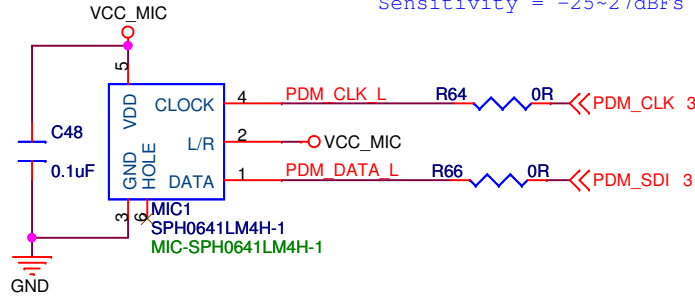 Sensitivity = -25~27dBFs
VCC_MIC
5
VDD
CLOCK
4
PDM_CLK_L
R64
0R
PDM_CLK 3
C48
0.1uF
L/R
2
VCC_MIC
GND
HOLE
DATA
1
PDM_DATA_L
R66
0R
PDM_SDI 3
3
6
MIC1
SPH0641LM4H-1
MIC-SPH0641LM4H-1
GND